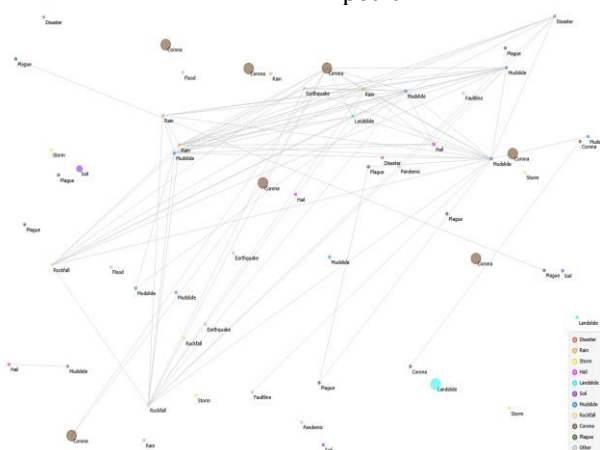 Disaster
Disaster
Corona
Plague
Plague
Flood
Corona
Rain
Corona
Mudslide
Earthquake
Rain
Mudslide
Faultline
Rain
Landslide
Rain
Mudslide
Hail
Corona
Storm
Plague
Soil
Disaster
Plague
Pandemic
Mudslide
Corona
Storm
Corona
Hail
Plague
Plague
Earthquake
Mudslide
Corona
Rockfall
Flood
Plague
Soil
Mudslide
Mudslide
Earthquake
Rockfall
Landslide
Hail
Mudslide
Corona
Plague
Landslide
Rockfall
Storm
Faultline
Storm
Corona
Rain
Pandemic
Disaster
Rain
Storm
Hail
Landslide
Soil
Mudslide
Rockfall
Corona
Plague
Other